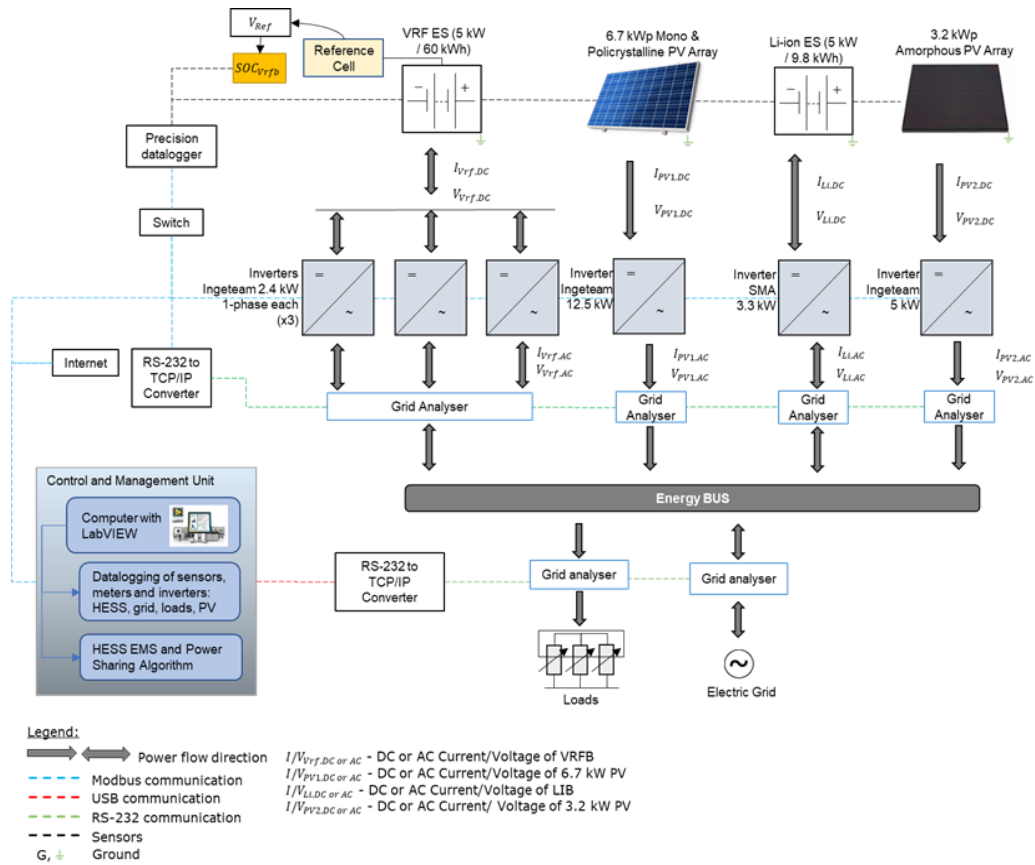 V_Ref
SOC_Vrfb
Reference
Cell
VRF ES (5 kW
/ 60 kWh)
6.7 kWp Mono &
Policrystalline PV Array
Li-ion ES (5 kW
/ 9.8 kWh)
3.2 kWp
Amorphous PV Array
Precision
datalogger
Switch
I_Vrf.DC
V_Vrf.DC
I_PV1.DC
V_PV1.DC
I_Li.DC
V_Li.DC
I_PV2.DC
V_PV2.DC
Inverters
Ingeteam 2.4 kW
1-phase each
(x3)
Inverter
Ingeteam
12.5 kW
Inverter
SMA
3.3 kW
Inverter
Ingeteam
5 kW
Internet
RS-232 to
TCP/IP
Converter
I_Vrf.AC
V_Vrf.AC
I_PV1.AC
V_PV1.AC
I_Li.AC
V_Li.AC
I_PV2.AC
V_PV2.AC
Grid Analyser
Grid
Analyser
Grid
Analyser
Grid
Analyser
Energy BUS
Control and Management Unit
Computer with
LabVIEW
Datalogging of sensors,
meters and inverters:
HESS, grid, loads, PV
HESS EMS and Power
Sharing Algorithm
RS-232 to
TCP/IP
Converter
Grid analyser
Grid analyser
Loads
Electric Grid
Legend:
Power flow direction
Modbus communication
USB communication
RS-232 communication
Sensors
G, Ground
I/V_Vrf.DC or AC - DC or AC Current/Voltage of VRFB
I/V_PV1.DC or AC - DC or AC Current/Voltage of 6.7 kW PV
I/V_Li.DC or AC - DC or AC Current/Voltage of LIB
I/V_PV2.DC or AC - DC or AC Current/ Voltage of 3.2 kW PV